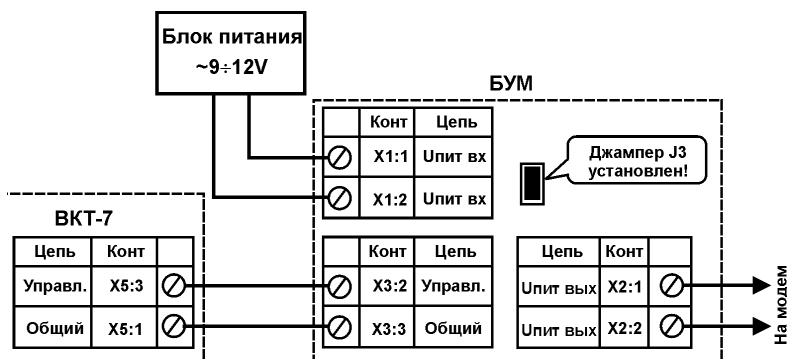 Блок питания
~9÷12V
БУМ
Конт Цепь
X1:1 Uпит вх
X1:2 Uпит вх
Джампер J3
установлен!
ВКТ-7
Цепь Конт
Управл. X5:3
Общий X5:1
Конт Цепь
X3:2 Управл.
X3:3 Общий
Цепь Конт
Uпит вых X2:1
Uпит вых X2:2
На модем